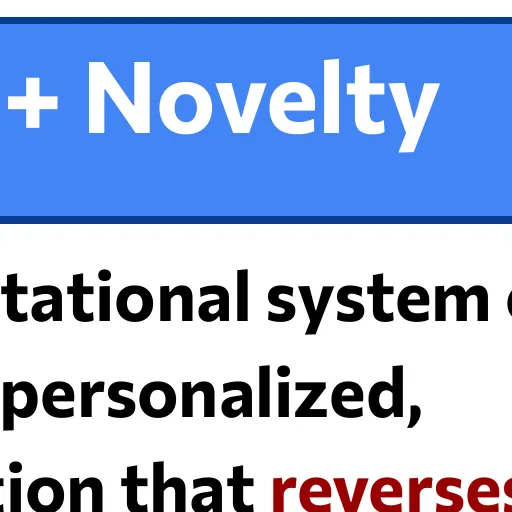 + Novelty
tational system
personalized,
tion that reverses